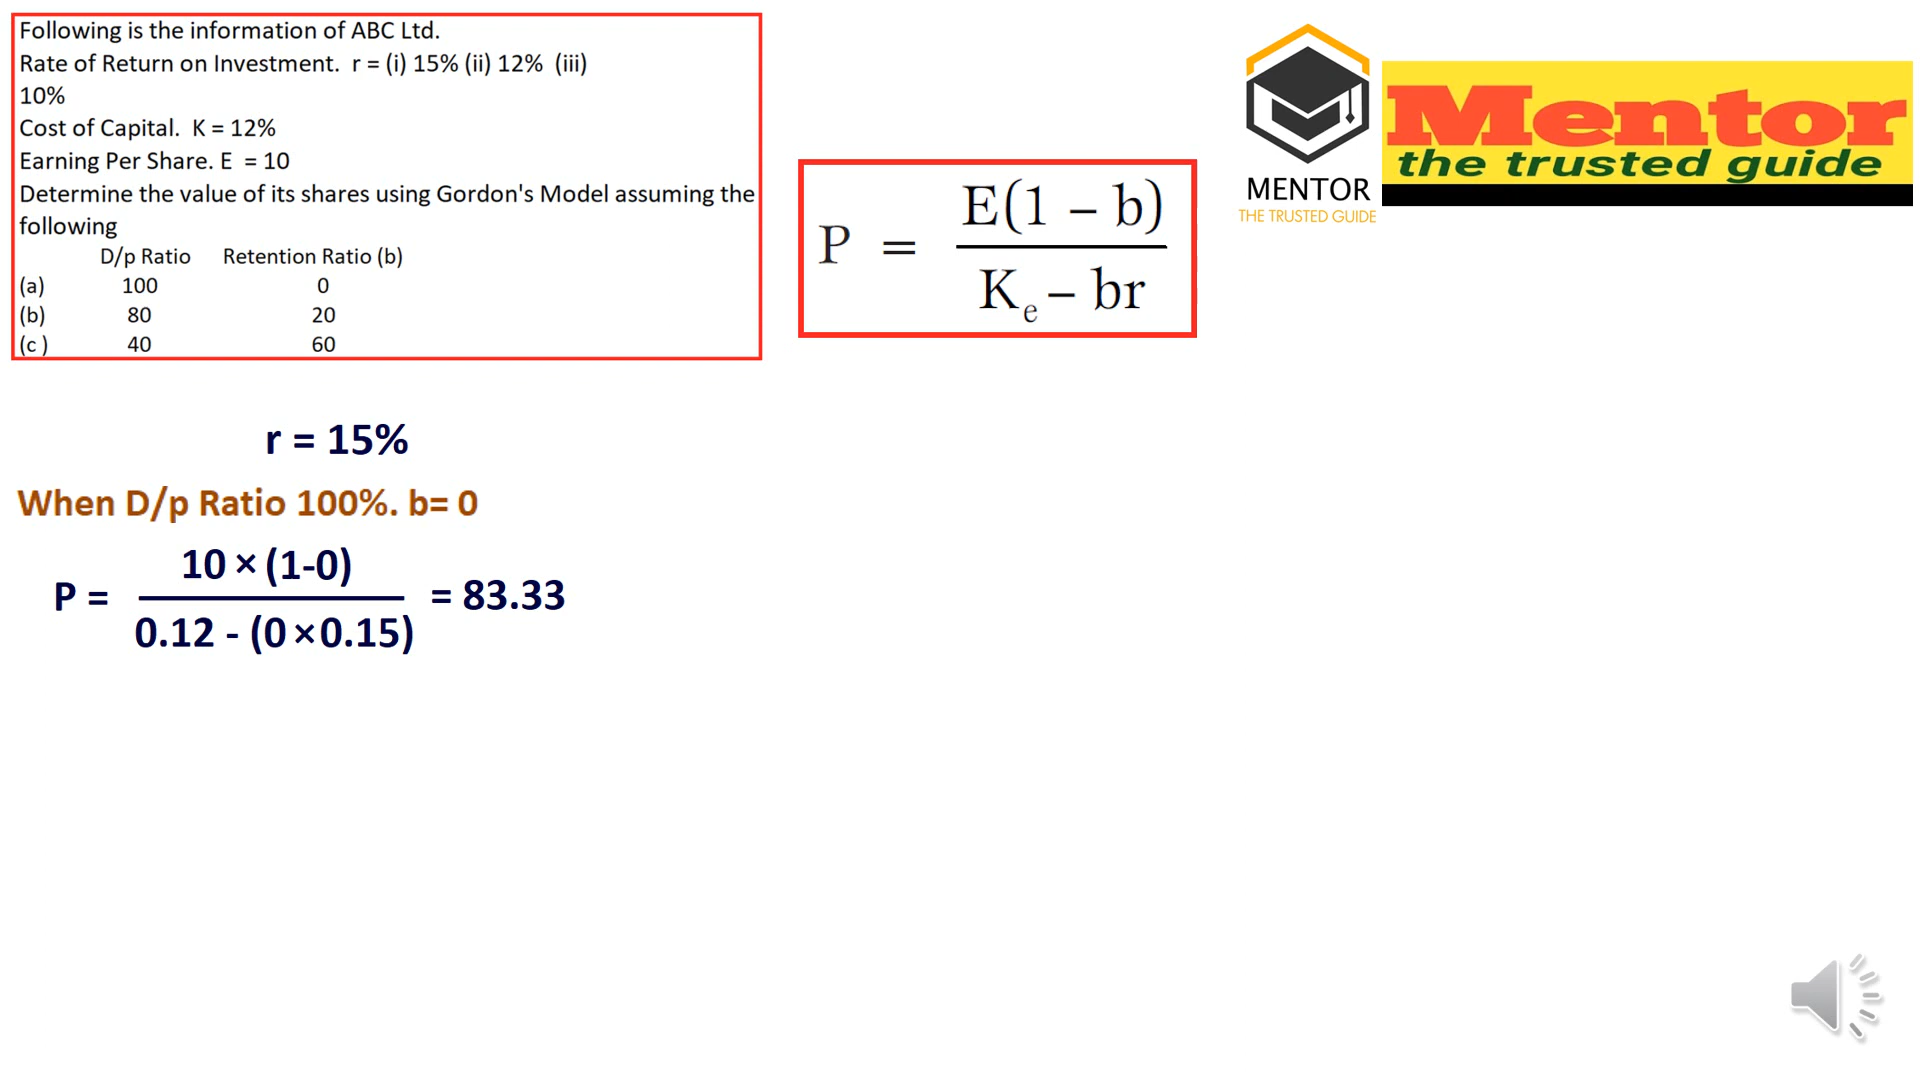 Following is the information of ABC Ltd.
Rate of Return on Investment. r = (i) 15% (ii) 12% (iii)
10%
Cost of Capital. K = 12%
Earning Per Share. E = 10
Determine the value of its shares using Gordon's Model assuming the
following
D/p Ratio Retention Ratio (b)
(a) 100 0
(b) 80 20
(c ) 40 60
P = E(1 – b)
Ke – br
MENTOR
THE TRUSTED GUIDE
Mentor
the trusted guide
r = 15%
When D/p Ratio 100%. b= 0
10 × (1-0)
P = = 83.33
0.12 - (0 × 0.15)